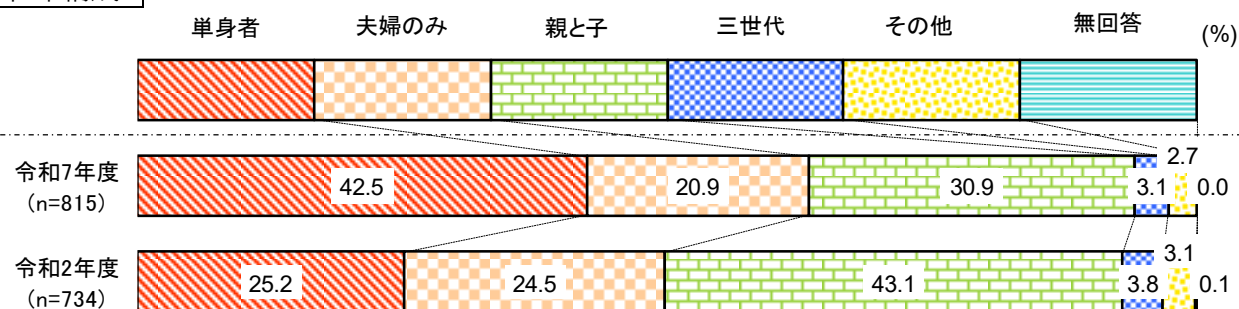 単身者 夫婦のみ 親と子 三世代 その他 無回答 (%)
令和7年度
(n=815)
42.5 20.9 30.9 3.1 2.7 0.0
令和2年度
(n=734)
25.2 24.5 43.1 3.8 3.1 0.1